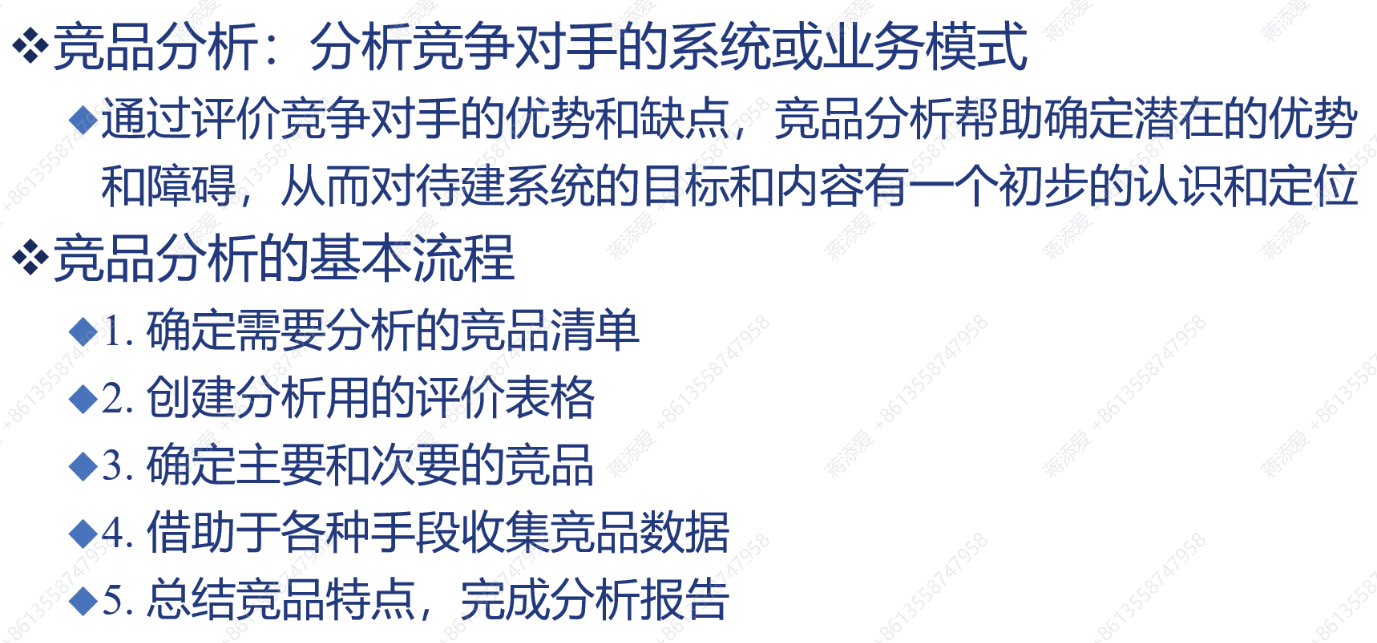 ❖竞品分析：分析竞争对手的系统或业务模式
◆通过评价竞争对手的优势和缺点，竞品分析帮助确定潜在的优势
和障碍，从而对待建系统的目标和内容有一个初步的认识和定位
❖竞品分析的基本流程
◆1. 确定需要分析的竞品清单
◆2. 创建分析用的评价表格
◆3. 确定主要和次要的竞品
◆4. 借助于各种手段收集竞品数据
◆5. 总结竞品特点，完成分析报告
蒋添爱 +8613558747958